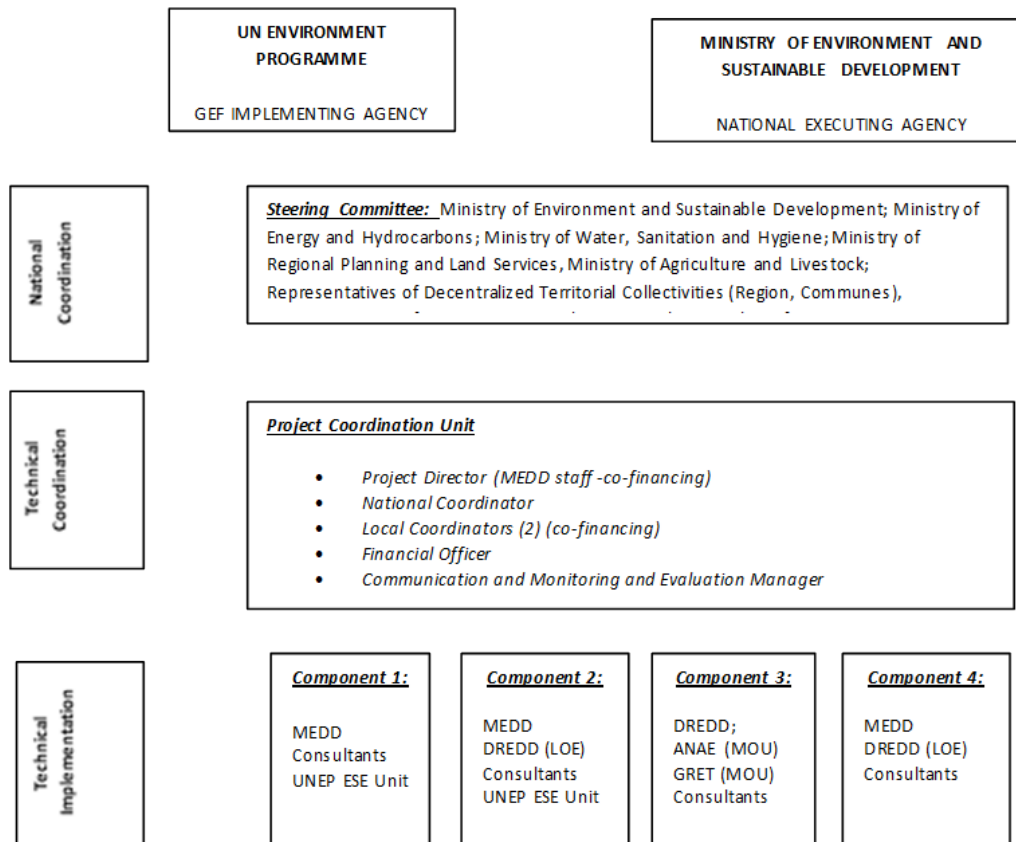 UN ENVIRONMENT
PROGRAMME
GEF IMPLEMENTING AGENCY
MINISTRY OF ENVIRONMENT AND
SUSTAINABLE DEVELOPMENT
NATIONAL EXECUTING AGENCY
National
Coordination
Steering Committee: Ministry of Environment and Sustainable Development; Ministry of
Energy and Hydrocarbons; Ministry of Water, Sanitation and Hygiene; Ministry of
Regional Planning and Land Services, Ministry of Agriculture and Livestock;
Representatives of Decentralized Territorial Collectivities (Region, Communes),
Technical
Coordination
Project Coordination Unit
• Project Director (MEDD staff -co-financing)
• National Coordinator
• Local Coordinators (2) (co-financing)
• Financial Officer
• Communication and Monitoring and Evaluation Manager
Technical
Implementation
Component 1:
MEDD
Consultants
UNEP ESE Unit
Component 2:
MEDD
DREDD (LOE)
Consultants
UNEP ESE Unit
Component 3:
DREDD;
ANAE (MOU)
GRET (MOU)
Consultants
Component 4:
MEDD
DREDD (LOE)
Consultants